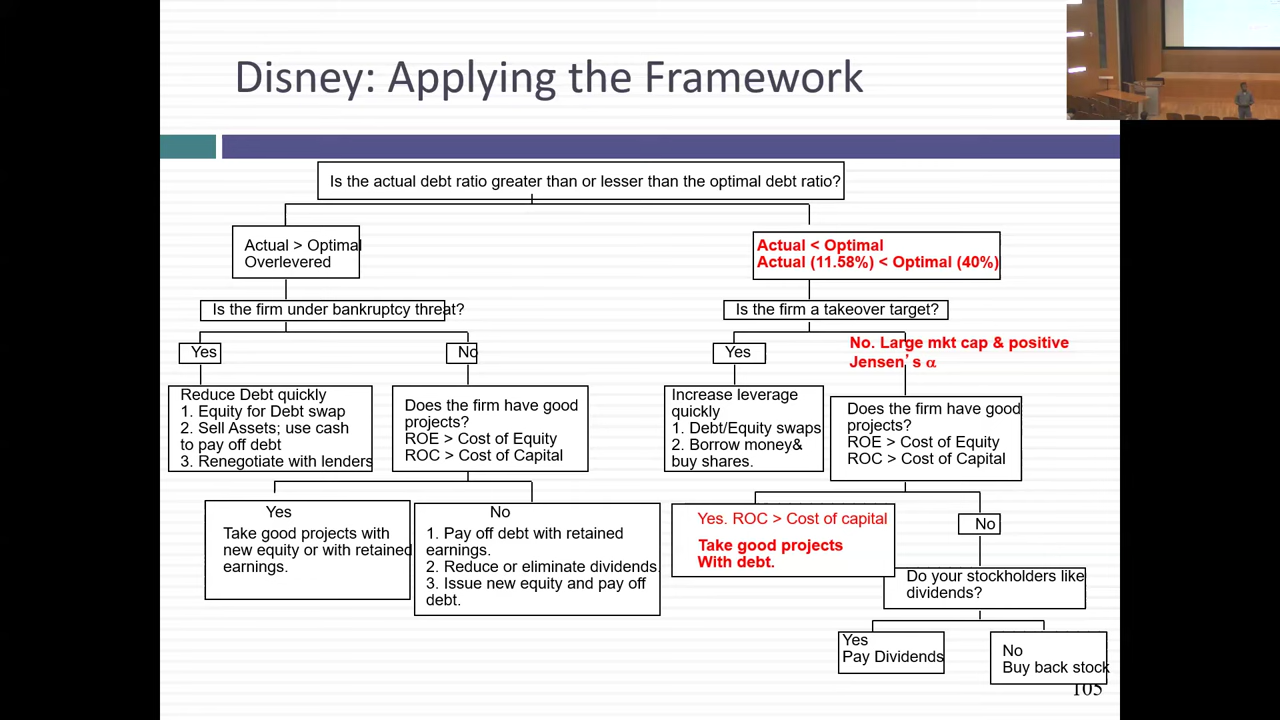 Disney: Applying the Framework
Is the actual debt ratio greater than or lesser than the optimal debt ratio?
Actual > Optimal
Overlevered
Actual < Optimal
Actual (11.58%) < Optimal (40%)
Is the firm under bankruptcy threat?
Is the firm a takeover target?
Yes
No
Yes
No. Large mkt cap & positive
Jensen’s α
Reduce Debt quickly
1. Equity for Debt swap
2. Sell Assets; use cash
to pay off debt
3. Renegotiate with lenders
Does the firm have good
projects?
ROE > Cost of Equity
ROC > Cost of Capital
Increase leverage
quickly
1. Debt/Equity swaps
2. Borrow money&
buy shares.
Does the firm have good
projects?
ROE > Cost of Equity
ROC > Cost of Capital
Yes
Take good projects with
new equity or with retained
earnings.
No
1. Pay off debt with retained
earnings.
2. Reduce or eliminate dividends.
3. Issue new equity and pay off
debt.
Yes. ROC > Cost of capital
Take good projects
With debt.
No
Do your stockholders like
dividends?
Yes
Pay Dividends
No
Buy back stock
105